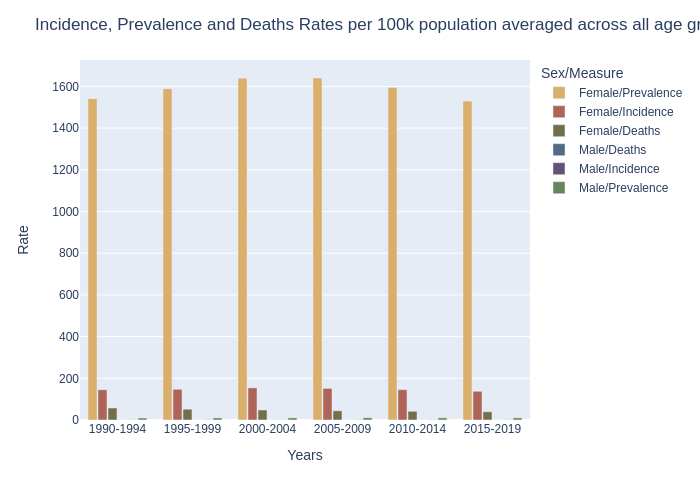 Incidence, Prevalence and Deaths Rates per 100k population averaged across all age
Sex/Measure
Female/Prevalence
Female/Incidence
Female/Deaths
Male/Deaths
Male/Incidence
Male/Prevalence
Rate
1600
1400
1200
1000
800
600
400
200
0
1990-1994 1995-1999 2000-2004 2005-2009 2010-2014 2015-2019
Years